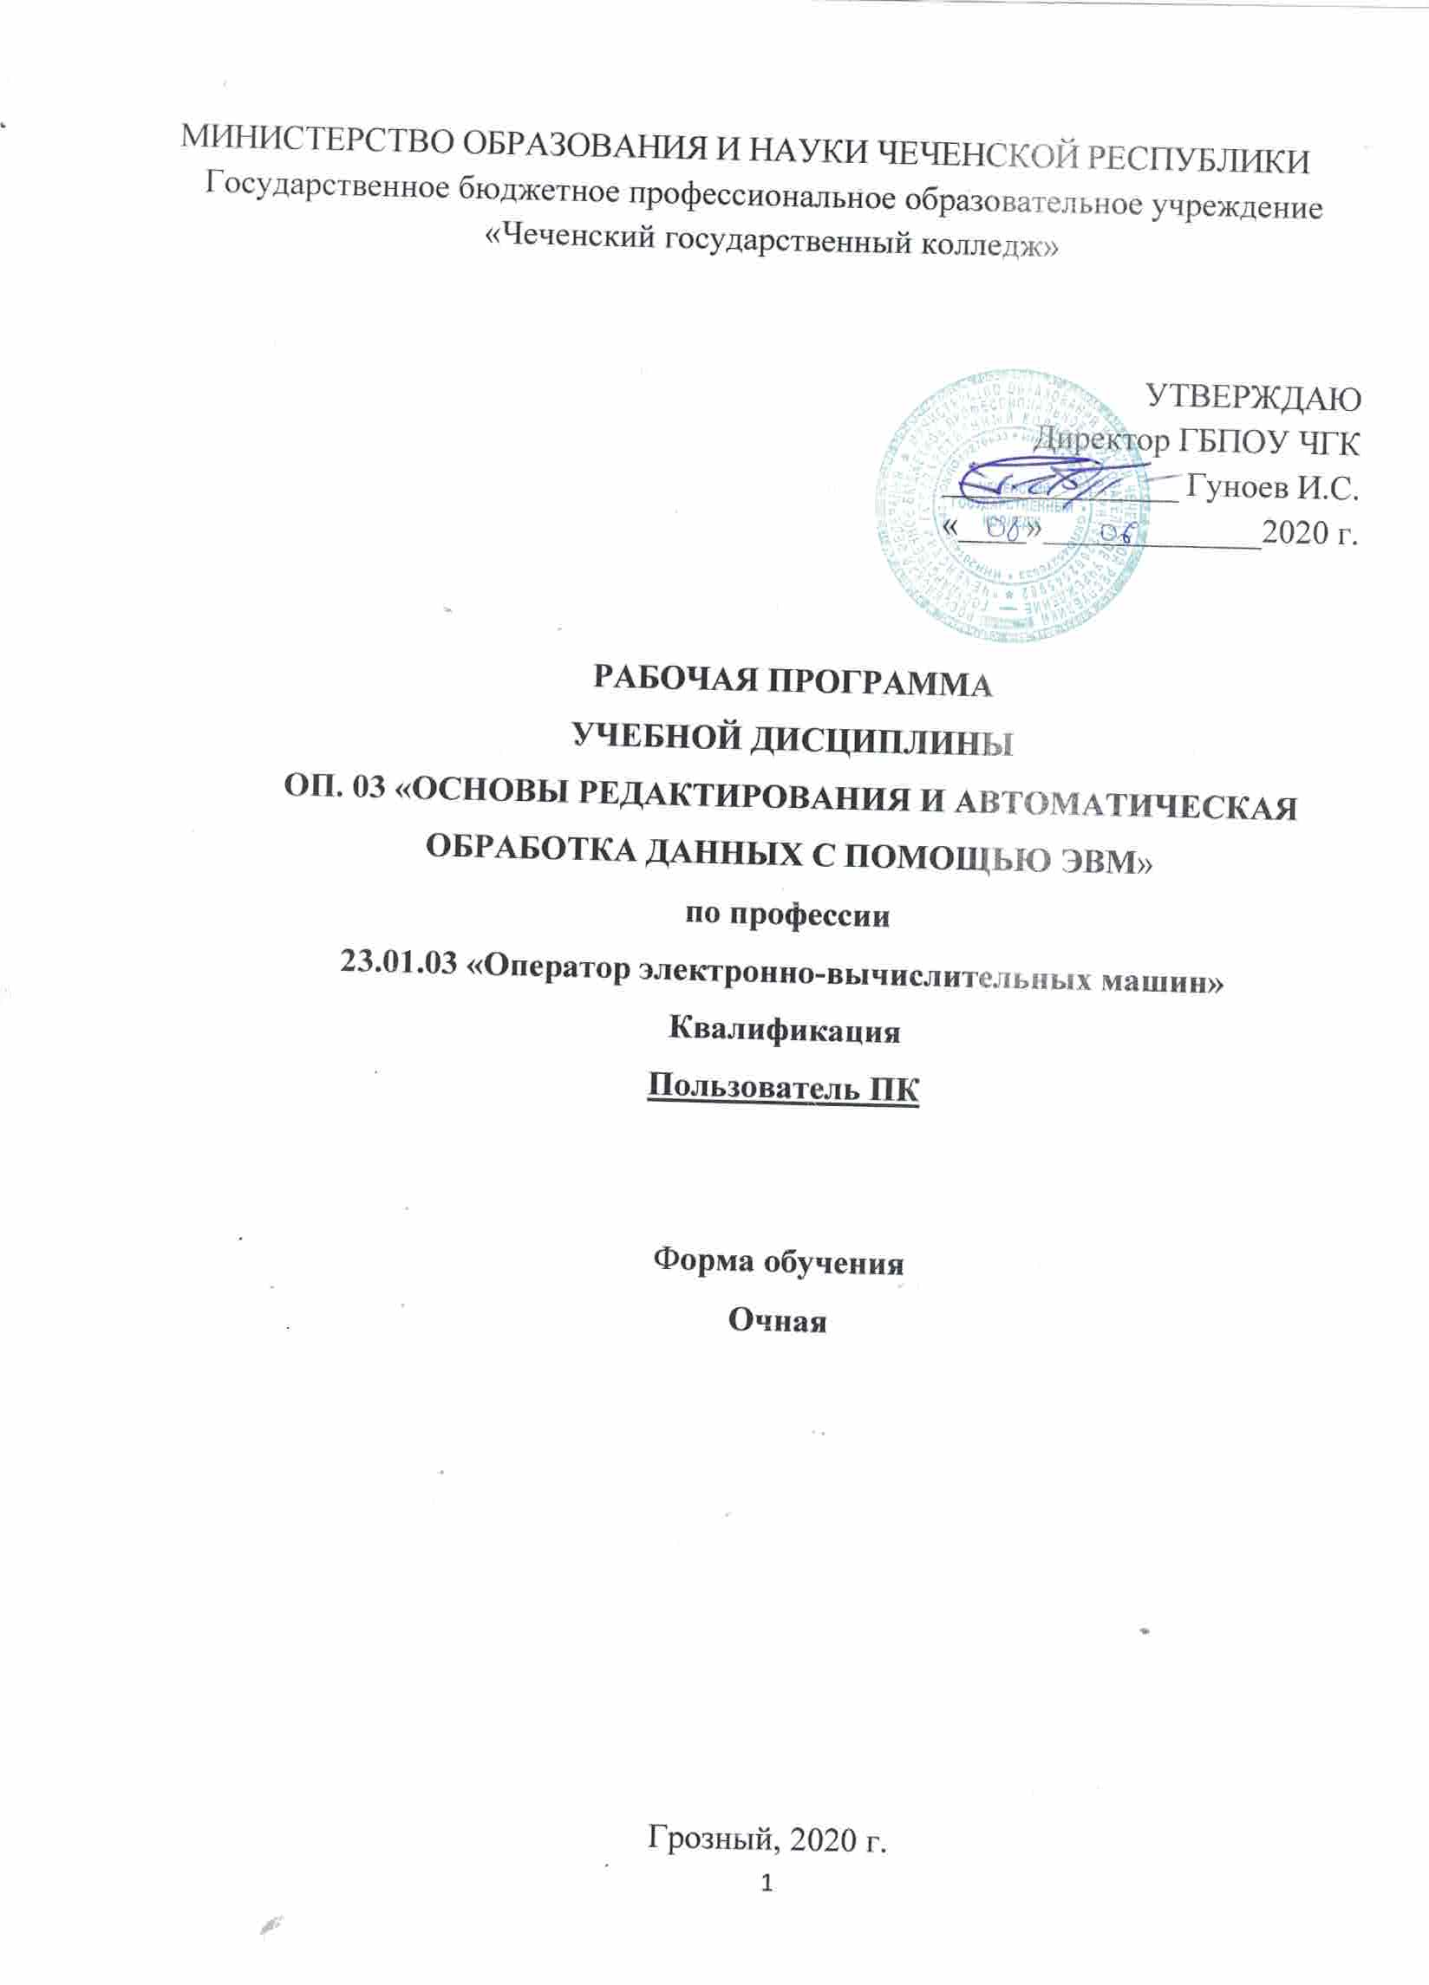 МИНИСТЕРСТВО ОБРАЗОВАНИЯ И НАУКИ ЧЕЧЕНСКОЙ РЕСПУБЛИКИ
Государственное бюджетное профессиональное образовательное учреждение
«Чеченский государственный колледж»
УТВЕРЖДАЮ
Директор ГБПОУ ЧГК
Гуноев И.С.
«08» 06 2020 г.
РАБОЧАЯ ПРОГРАММА
УЧЕБНОЙ ДИСЦИПЛИНЫ
ОП. 03 «ОСНОВЫ РЕДАКТИРОВАНИЯ И АВТОМАТИЧЕСКАЯ
ОБРАБОТКА ДАННЫХ С ПОМОЩЬЮ ЭВМ»
по профессии
23.01.03 «Оператор электронно-вычислительных машин»
Квалификация
Пользователь ПК
Форма обучения
Очная
Грозный, 2020 г.
1